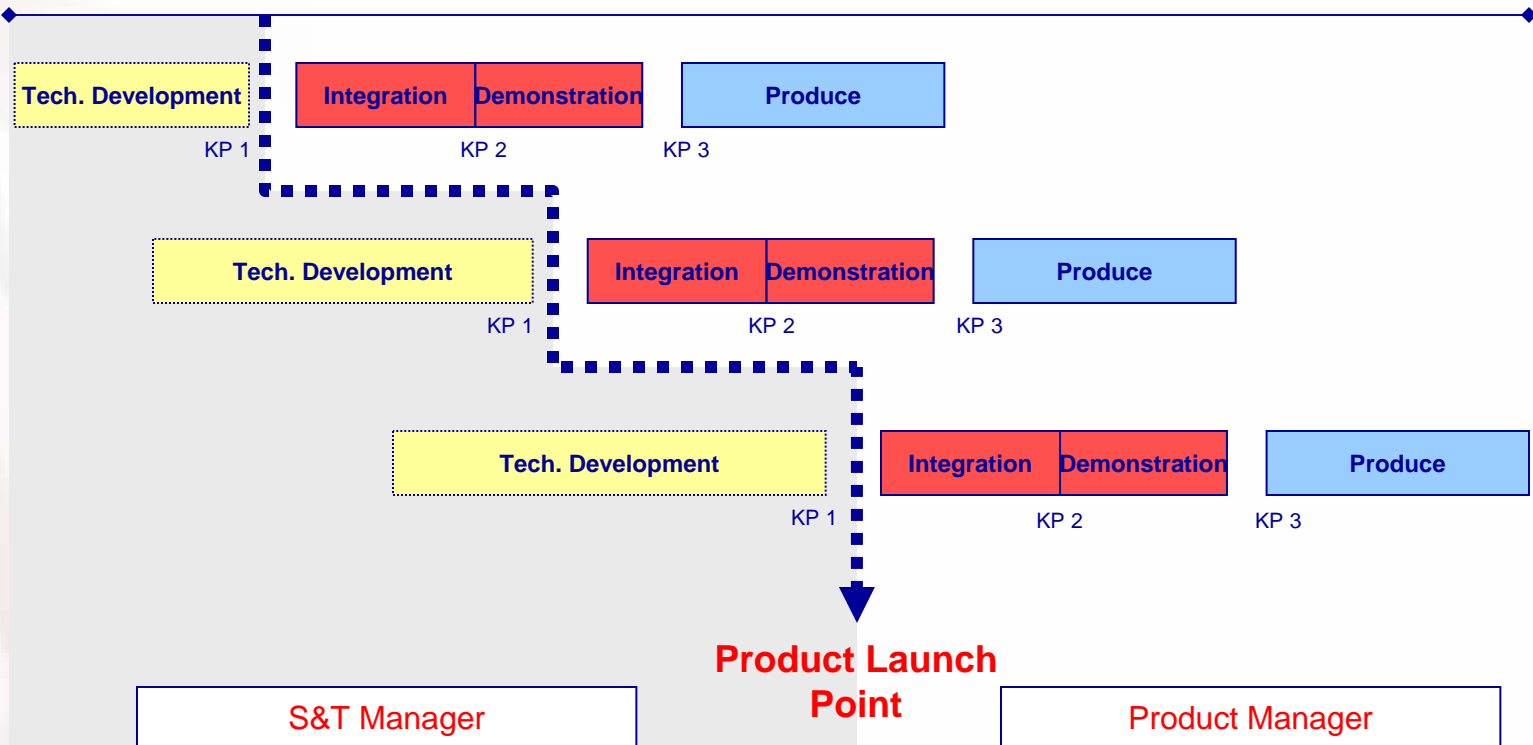 Tech. Development Integration Demonstration Produce
KP 1 KP 2 KP 3
Tech. Development Integration Demonstration Produce
KP 1 KP 2 KP 3
Tech. Development Integration Demonstration Produce
KP 1 KP 2 KP 3
Product Launch
Point
S&T Manager Product Manager